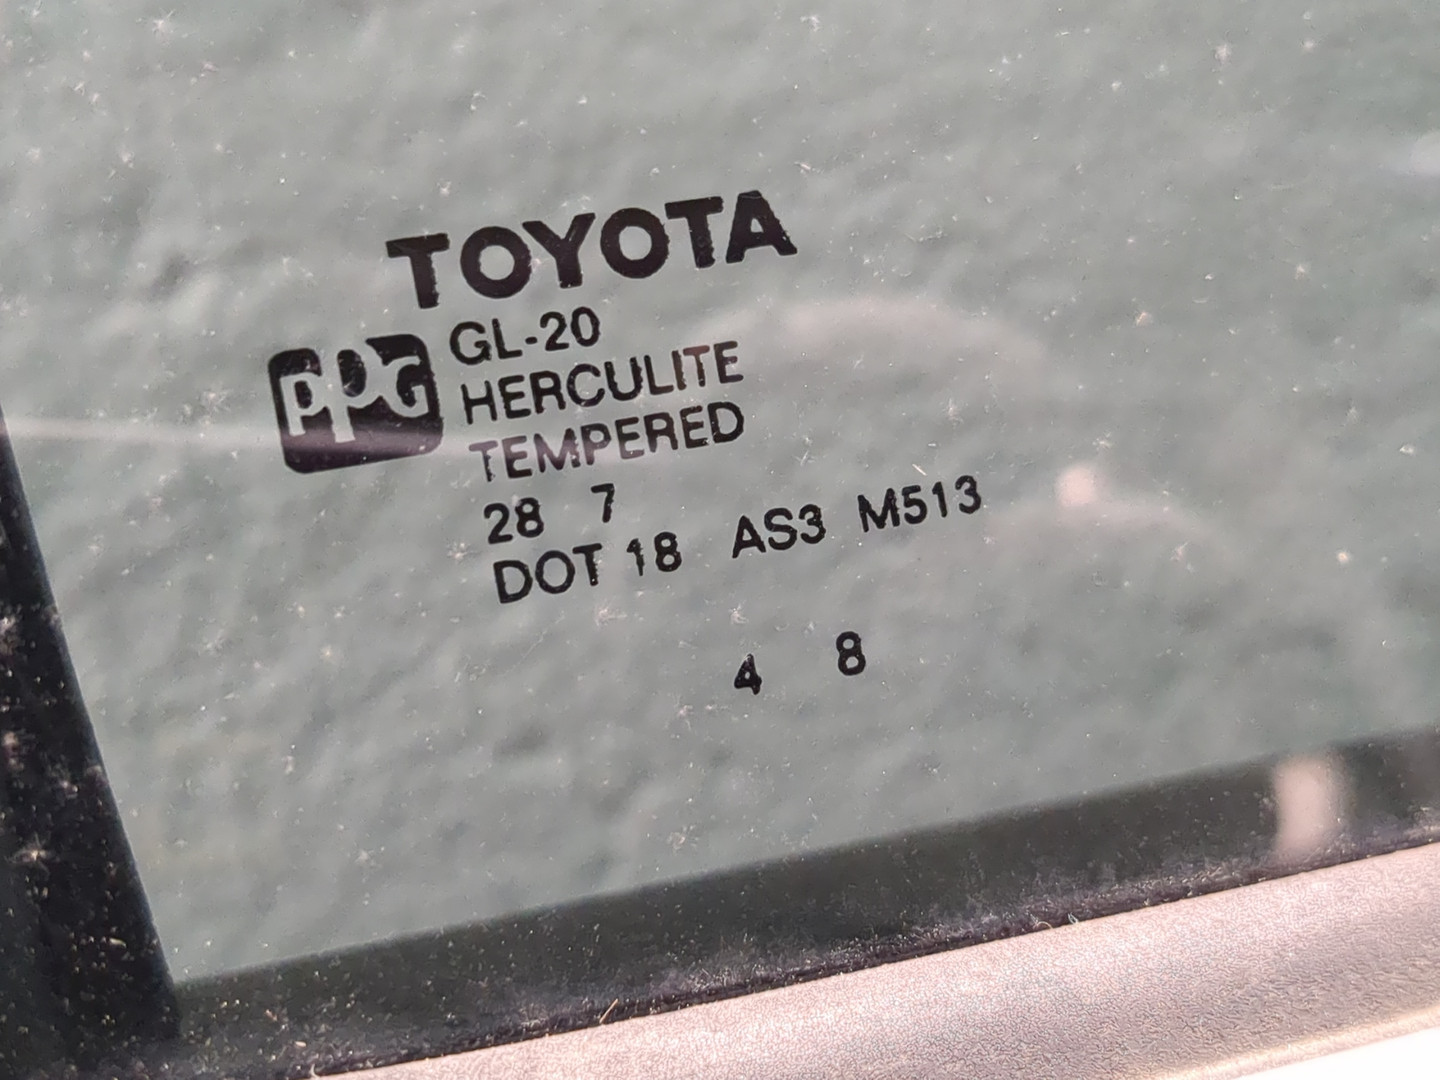 TOYOTA
PPG
GL-20
HERCULITE
TEMPERED
28 7
DOT 18 AS3 M513
4 8